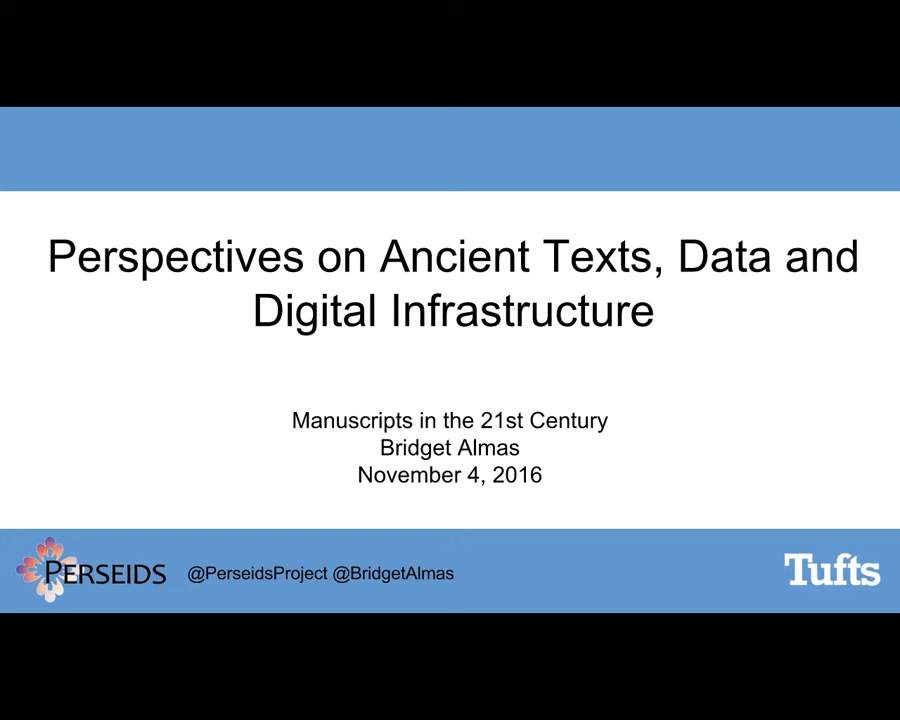 Perspectives on Ancient Texts, Data and
Digital Infrastructure
Manuscripts in the 21st Century
Bridget Almas
November 4, 2016
PERSEIDS @PerseidsProject @BridgetAlmas Tufts